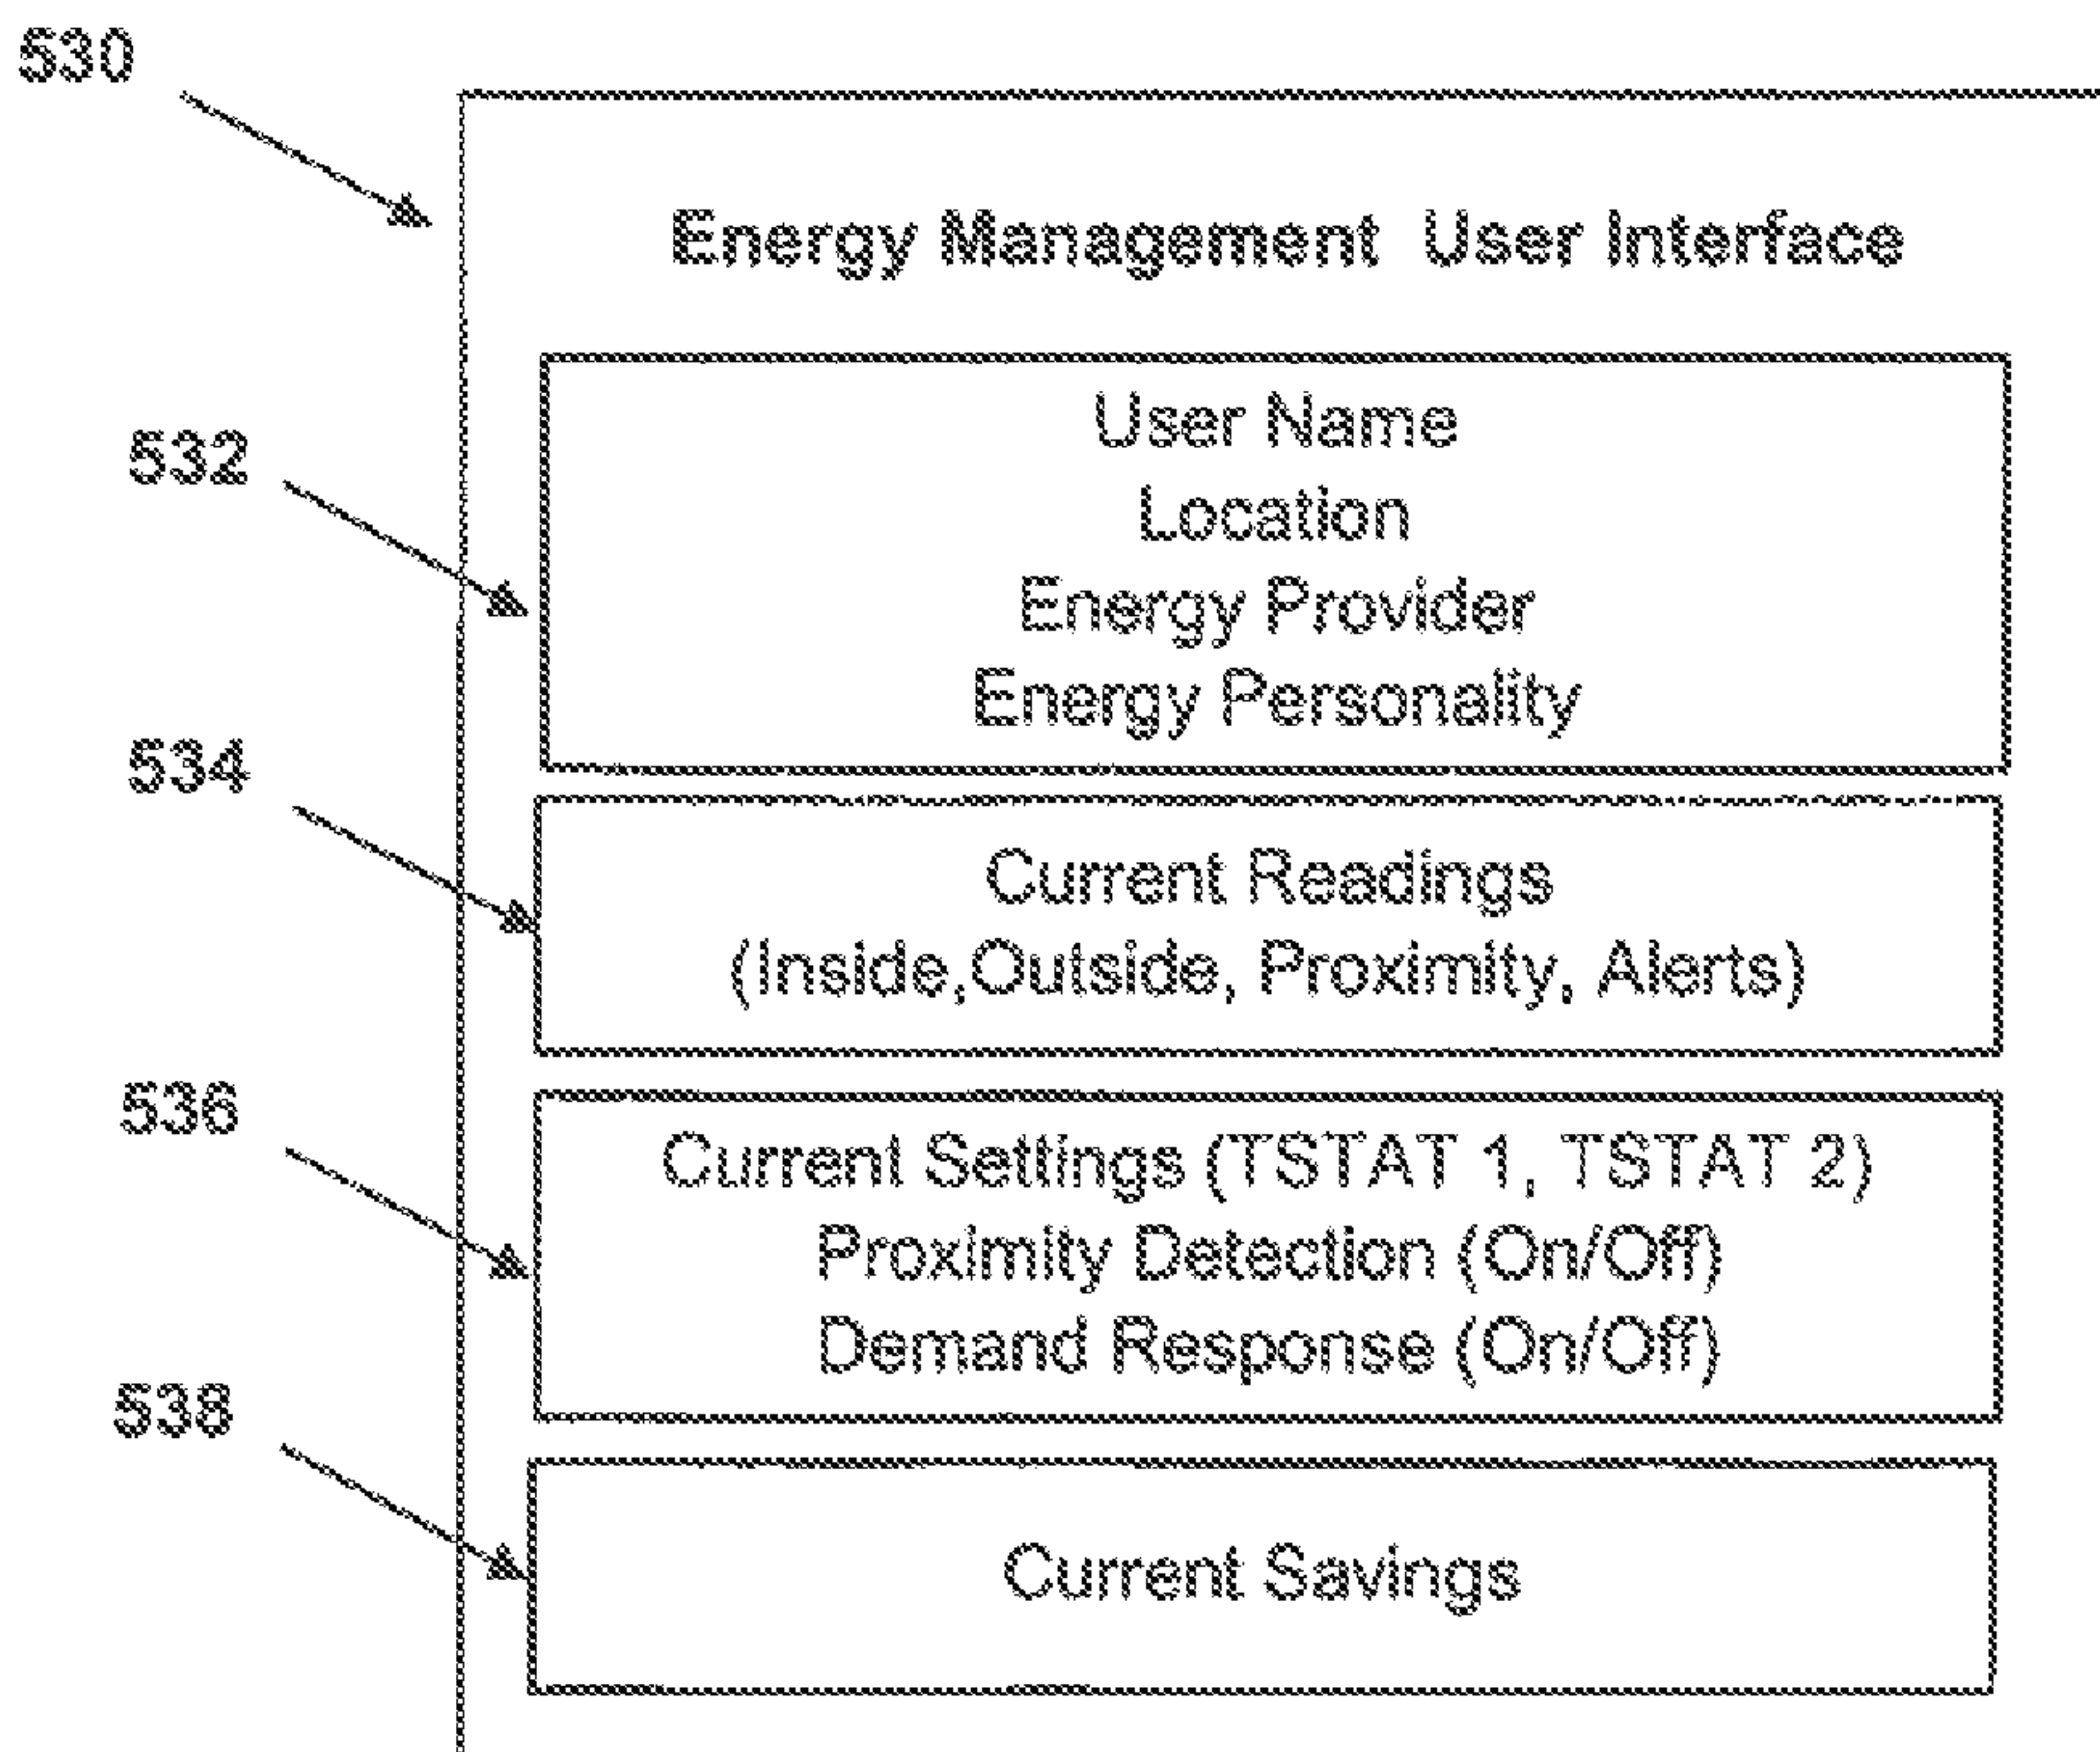 530
Energy Management User Interface
532
User Name
Location
Energy Provider
Energy Personality
534
Current Readings
(Inside,Outside, Proximity, Alerts)
536
Current Settings (TSTAT 1, TSTAT 2)
Proximity Detection (On/Off)
Demand Response (On/Off)
538
Current Savings